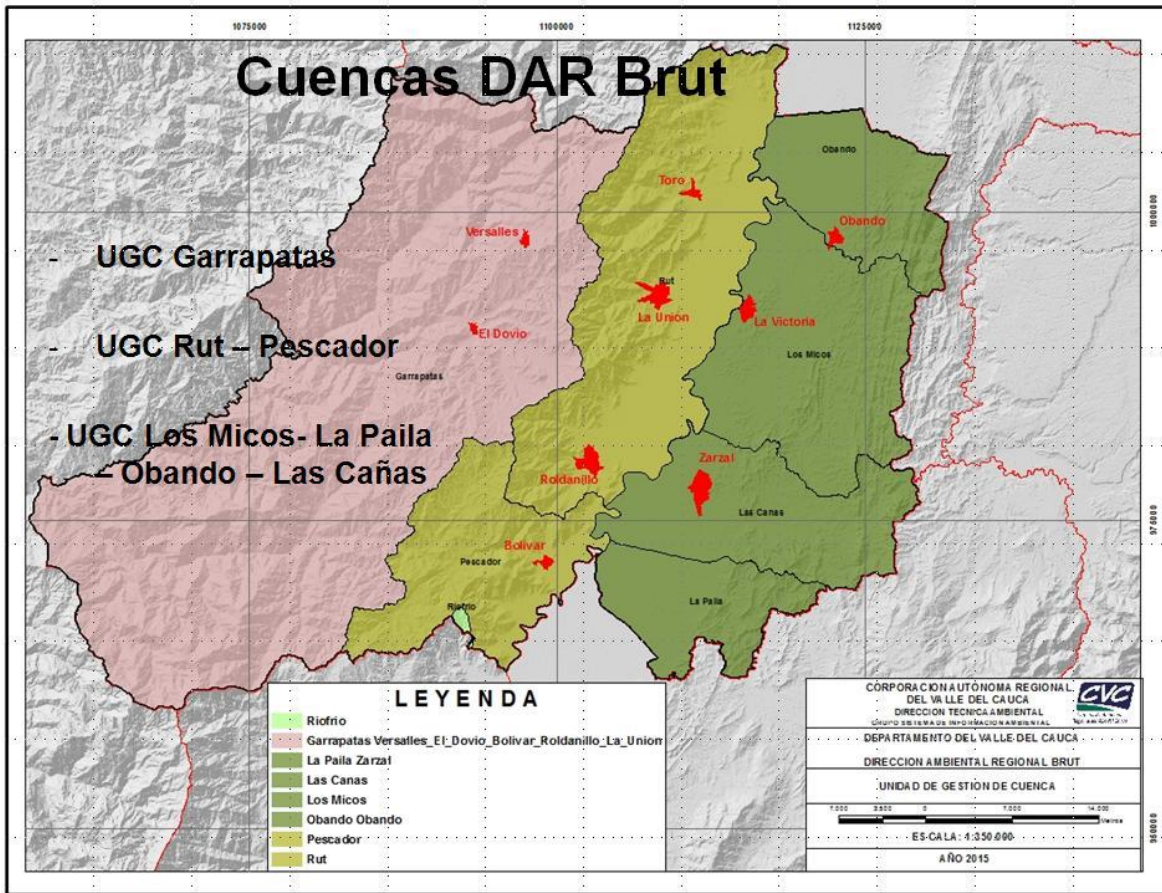 1075000
1100000
1125000
Cuencas DAR Brut
Obando
Toro
1000000
Obando
Versalles
- UGC Garrapatas
Rut
La Union
La Victoria
El Dovio
- UGC Rut – Pescador
Los Micos
Garrapatas
- UGC Los Micos- La Paila
– Obando – Las Cañas
Zarzal
Roldanillo
Las Canas
975000
Bolivar
Pescador
La Paila
Riofrio
LEYENDA
Riofrio
Garrapatas Versalles_El_Dovio_Bolivar_Roldanillo_La_Union
La Paila Zarzal
Las Canas
Los Micos
Obando Obando
Pescador
Rut
CORPORACION AUTÓNOMA REGIONAL
DEL VALLE DEL CAUCA
DIRECCION TECNICA AMBIENTAL
GRUPO SISTEMA DE INFORMACION AMBIENTAL
CVC
DEPARTAMENTO DEL VALLE DEL CAUCA
DIRECCION AMBIENTAL REGIONAL BRUT
UNIDAD DE GESTION DE CUENCA
7.000 3.500 0 7.000 14.000
Metros
ESCALA: 1:350.000
AÑO 2015
950000